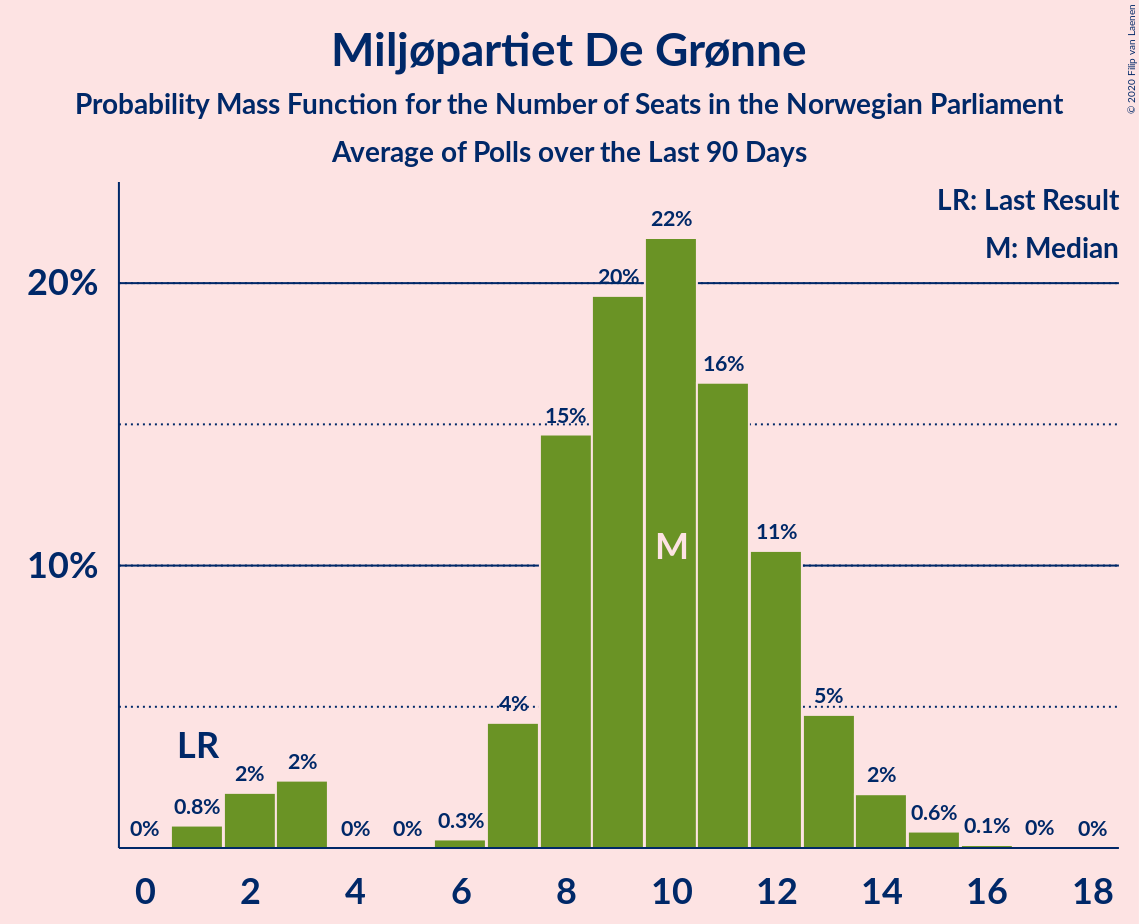 Miljøpartiet De Grønne
Probability Mass Function for the Number of Seats in the Norwegian Parliament
Average of Polls over the Last 90 Days
© 2020 Filip van Laenen
LR: Last Result
M: Median
20%
10%
0%
0.8%
2%
2%
0%
0%
0.3%
4%
15%
20%
22%
16%
11%
5%
2%
0.6%
0.1%
0%
0%
LR
M
0 2 4 6 8 10 12 14 16 18